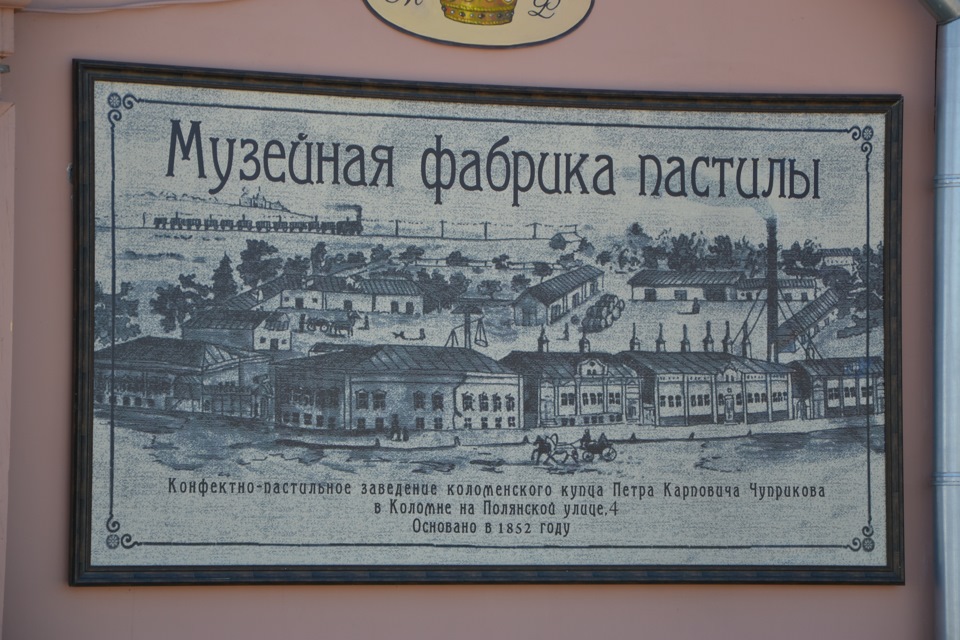 Музейная фабрика пастилы
Конфектно-пастильное заведение коломенского купца Петра Карповича Чуприкова
в Коломне на Полянской улице,4
Основано в 1852 году